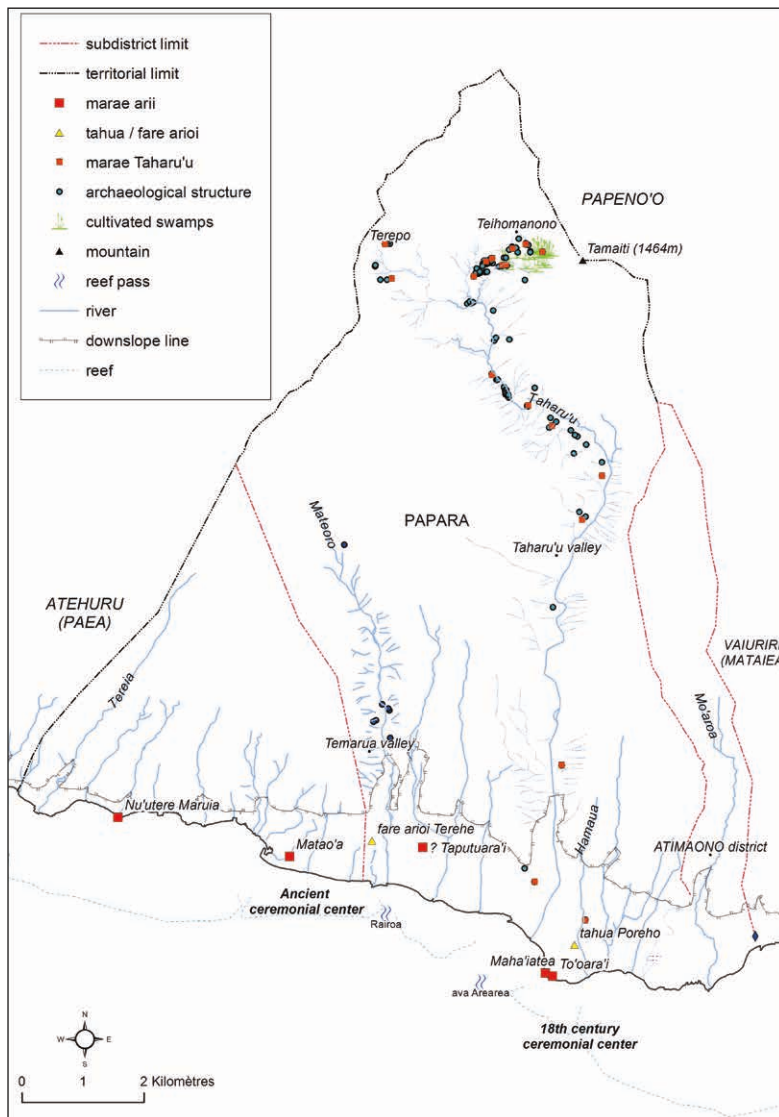 subdistrict limit
territorial limit
marae arii
tahua / fare arioi
marae Taharu'u
archaeological structure
cultivated swamps
mountain
reef pass
river
downslope line
reef
PAPENO'O
Teihomanono
Terepo
Tamaiti (1464m)
Taharu'u
Mateoro
PAPARA
Taharu'u valley
ATEHURU
(PAEA)
VAIURIRI
(MATAIEA)
Tereia
Mo'aroa
Temarua valley
Nu'utere Maruia
fare arioi Terehe
Hamaua
Matao'a
? Taputuara'i
ATIMAONO district
Ancient
ceremonial center
Rairoa
tahua Poreho
Maha'iatea
To'oara'i
ava Arearea
18th century
ceremonial center
N
W
E
S
0
1
2 Kilomètres